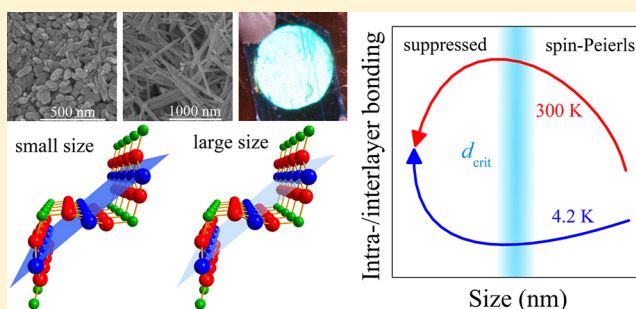 500 nm
1000 nm
small size
large size
Intra-/interlayer bonding
suppressed
spin-Peierls
300 K
d_crit
4.2 K
Size (nm)